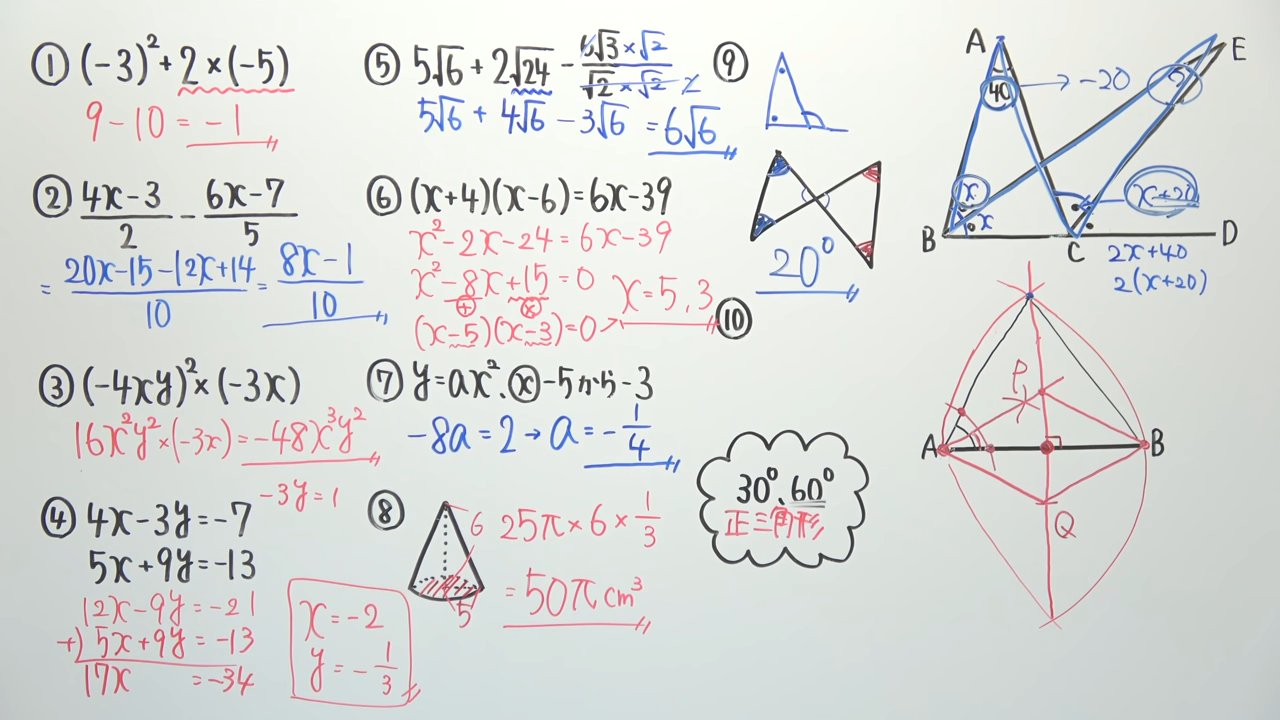 ① (-3)² + 2 × (-5)
9 - 10 = -1
② (4x-3)/2 - (6x-7)/5
= (20x-15-12x+14)/10 = (8x-1)/10
③ (-4xy)² × (-3x)
16x²y² × (-3x) = -48x³y²
④ 4x - 3y = -7
-3y = 1
5x + 9y = -13
12x - 9y = -21
+) 5x + 9y = -13
17x = -34
x = -2
y = -1/3
⑤ 5√6 + 2√24 - 6√3×√2/√2×√2
5√6 + 4√6 - 3√6 = 6√6
⑥ (x+4)(x-6) = 6x-39
x² - 2x - 24 = 6x - 39
x² - 8x + 15 = 0
+ ×
(x-5)(x-3) = 0 → x = 5, 3
⑦ y = ax²、x -5から-3
-8a = 2 → a = -1/4
⑧ 6
5
25π × 6 × 1/3
= 50π cm³
⑨
20°
A
40 → -20
E
x
x
x+20
B
C
D
2x+40
2(x+20)
⑩
30°、60°
正三角形
P
A
B
Q